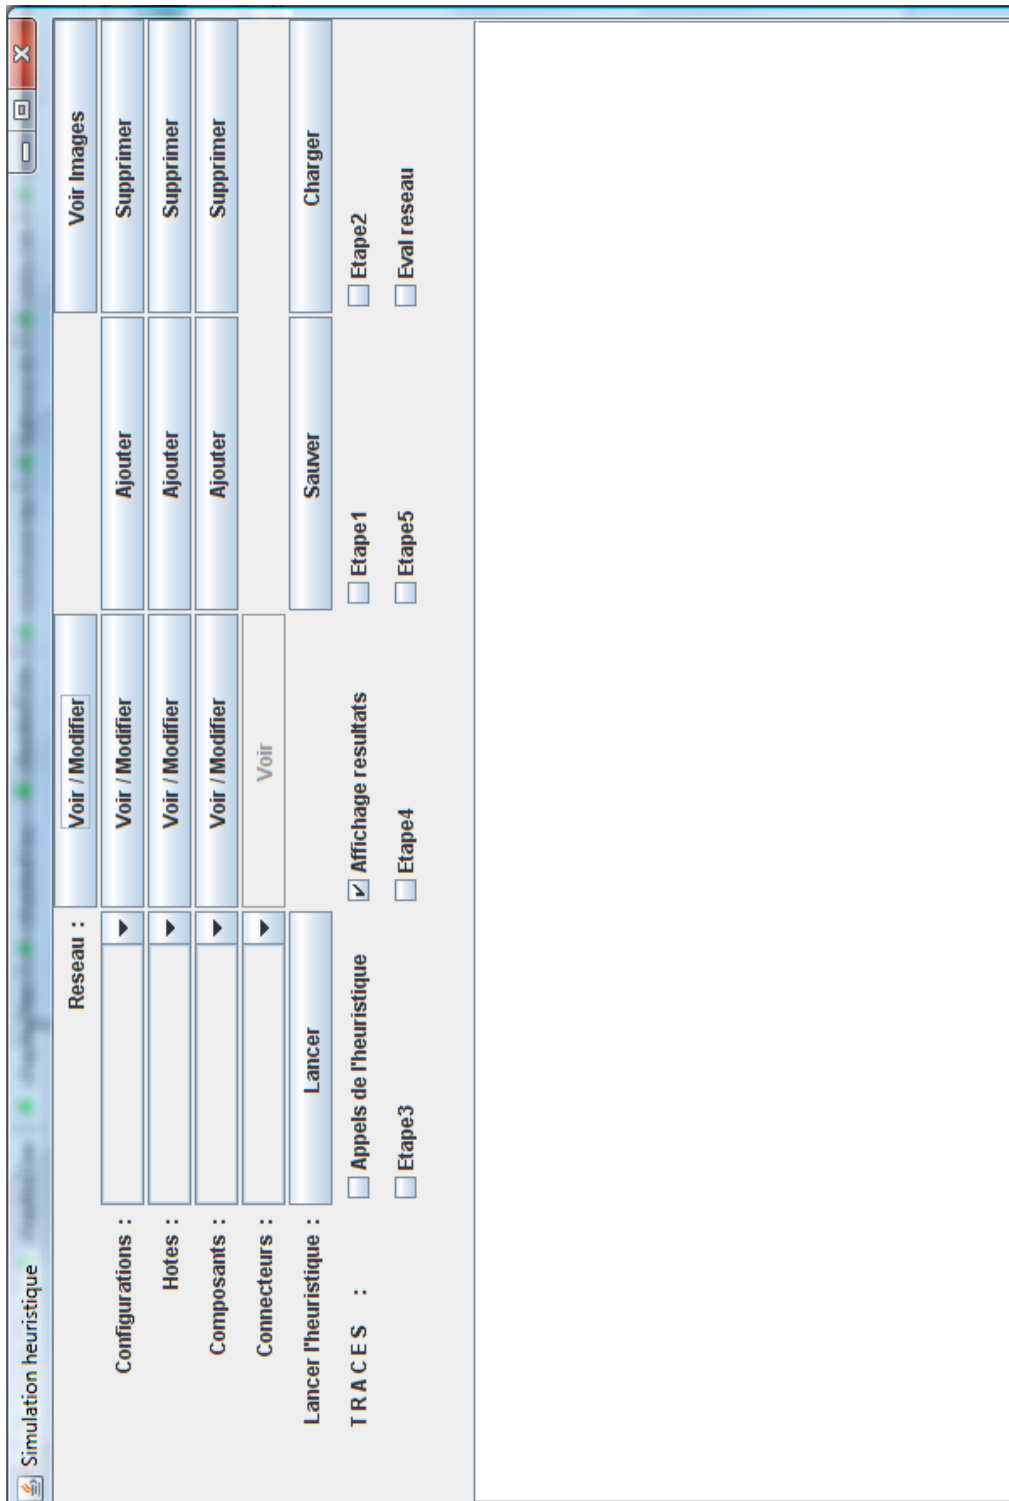 Simulation heuristique
Reseau : Voir / Modifier Voir Images
Configurations : Voir / Modifier Ajouter Supprimer
Hotes : Voir / Modifier Ajouter Supprimer
Composants : Voir / Modifier Ajouter Supprimer
Connecteurs : Voir
Lancer l'heuristique : Lancer Sauver Charger
TRACES : Appels de l'heuristique Affichage resultats Etape1 Etape2
Etape3 Etape4 Etape5 Eval reseau